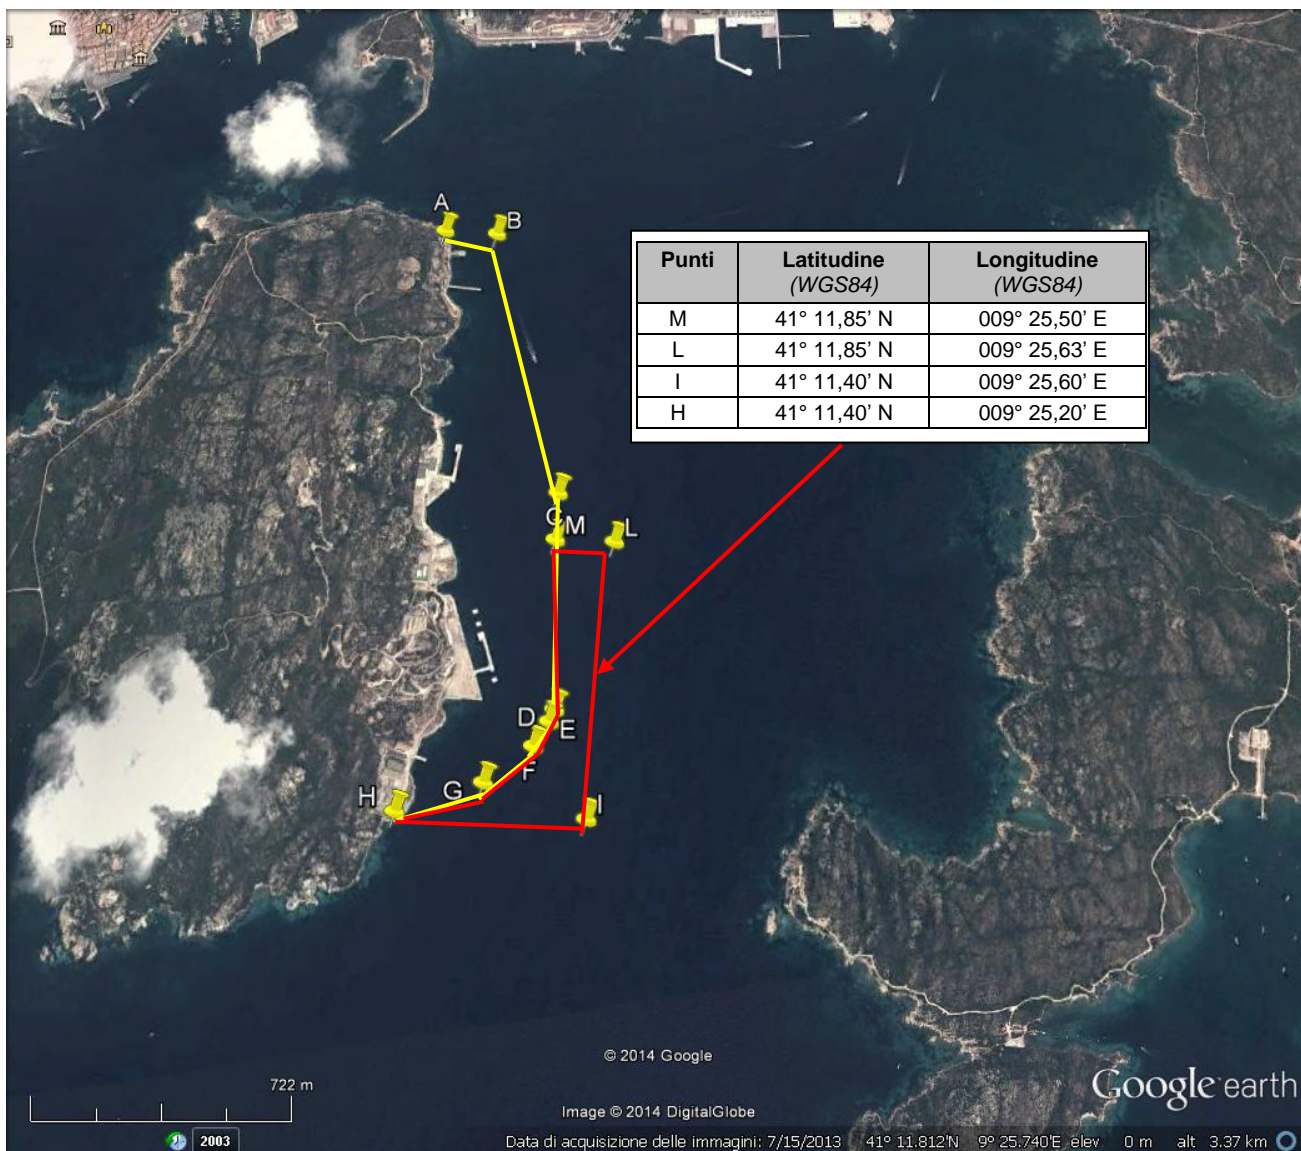 A
B
Punti Latitudine (WGS84) Longitudine (WGS84)
M 41° 11,85’ N 009° 25,50’ E
L 41° 11,85’ N 009° 25,63’ E
I 41° 11,40’ N 009° 25,60’ E
H 41° 11,40’ N 009° 25,20’ E
C
M
L
D
E
F
G
H
I
© 2014 Google
722 m
Google earth
Image © 2014 DigitalGlobe
2003
Data di acquisizione delle immagini: 7/15/2013 41° 11.812'N 9° 25.740'E elev 0 m alt 3.37 km